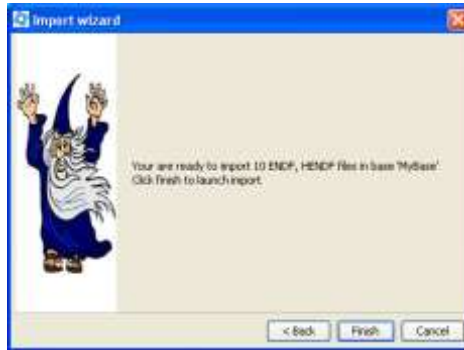 Import wizard
Your are ready to import 10 ENDF, HENDF files in base 'MyBase'
Click finish to launch import.
< Back
Finish
Cancel